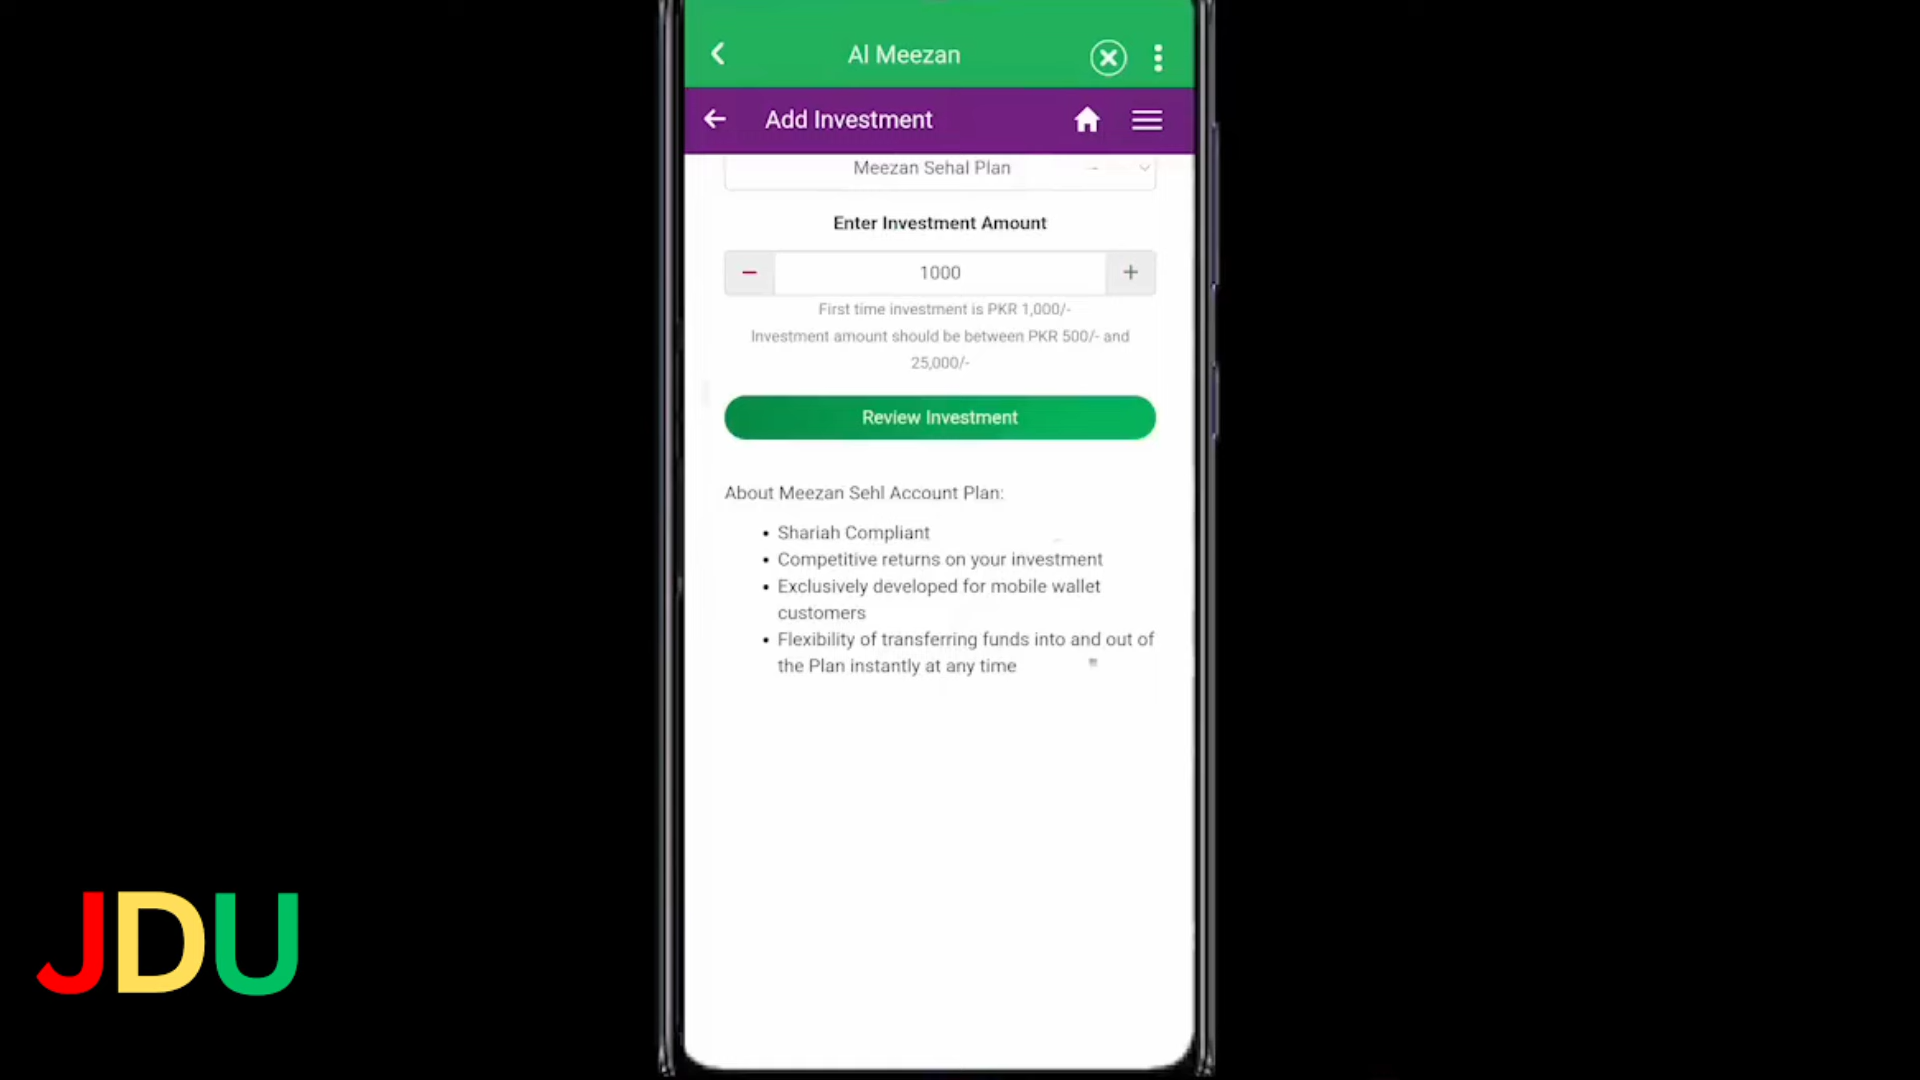 Al Meezan
Add Investment
Meezan Sehal Plan
Enter Investment Amount
1000
First time investment is PKR 1,000/-
Investment amount should be between PKR 500/- and
25,000/-
Review Investment
About Meezan Sehl Account Plan:
Shariah Compliant
Competitive returns on your investment
Exclusively developed for mobile wallet
customers
Flexibility of transferring funds into and out of
the Plan instantly at any time
JDU